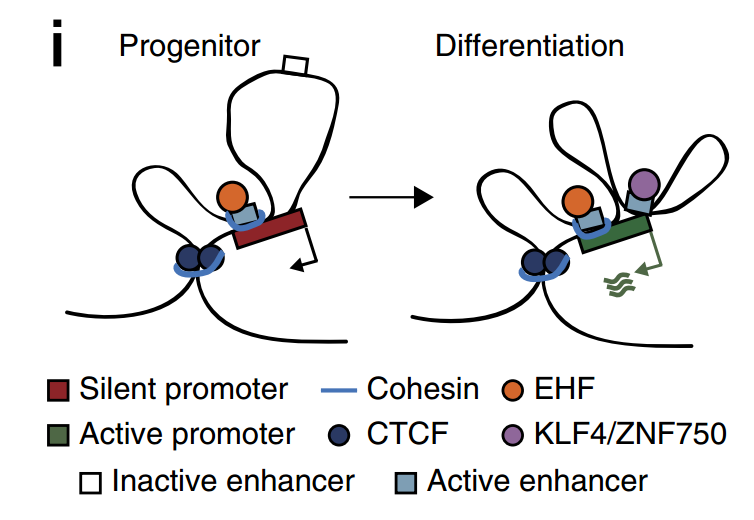 i
Progenitor Differentiation
Silent promoter Cohesin EHF
Active promoter CTCF KLF4/ZNF750
Inactive enhancer Active enhancer